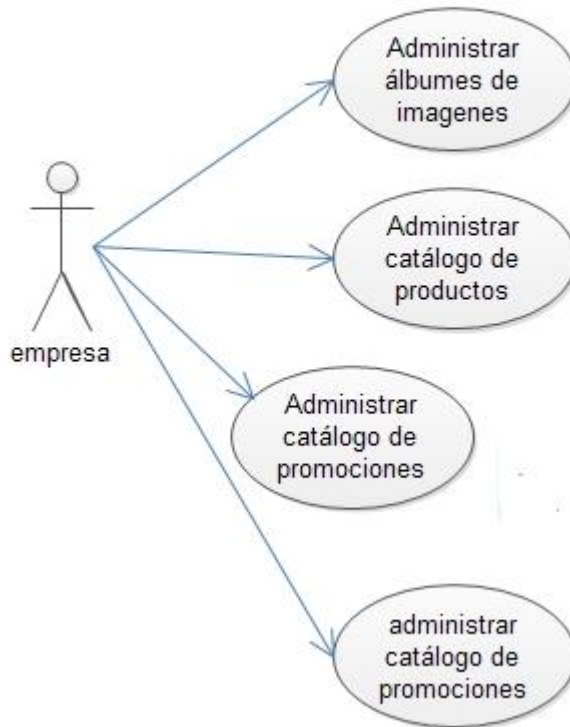 Administrar
álbumes de
imagenes
Administrar
catálogo de
productos
empresa
Administrar
catálogo de
promociones
administrar
catálogo de
promociones